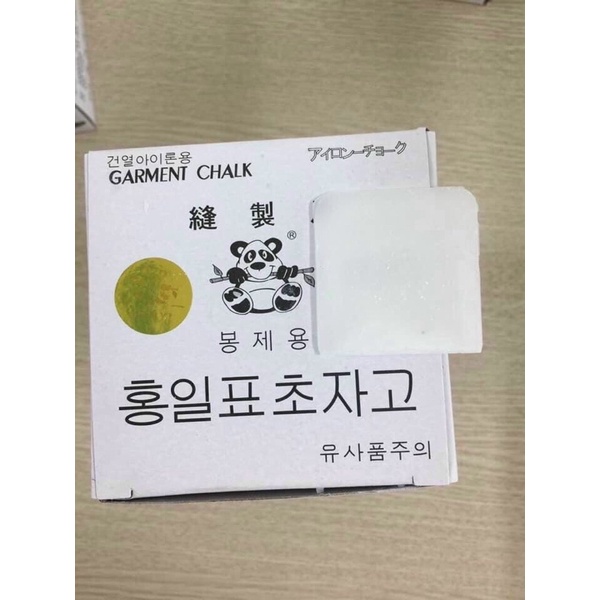 건열아이론용
アイロンーチョーク
GARMENT CHALK
縫製
®
봉제용
홍일표초자고
유사품주의